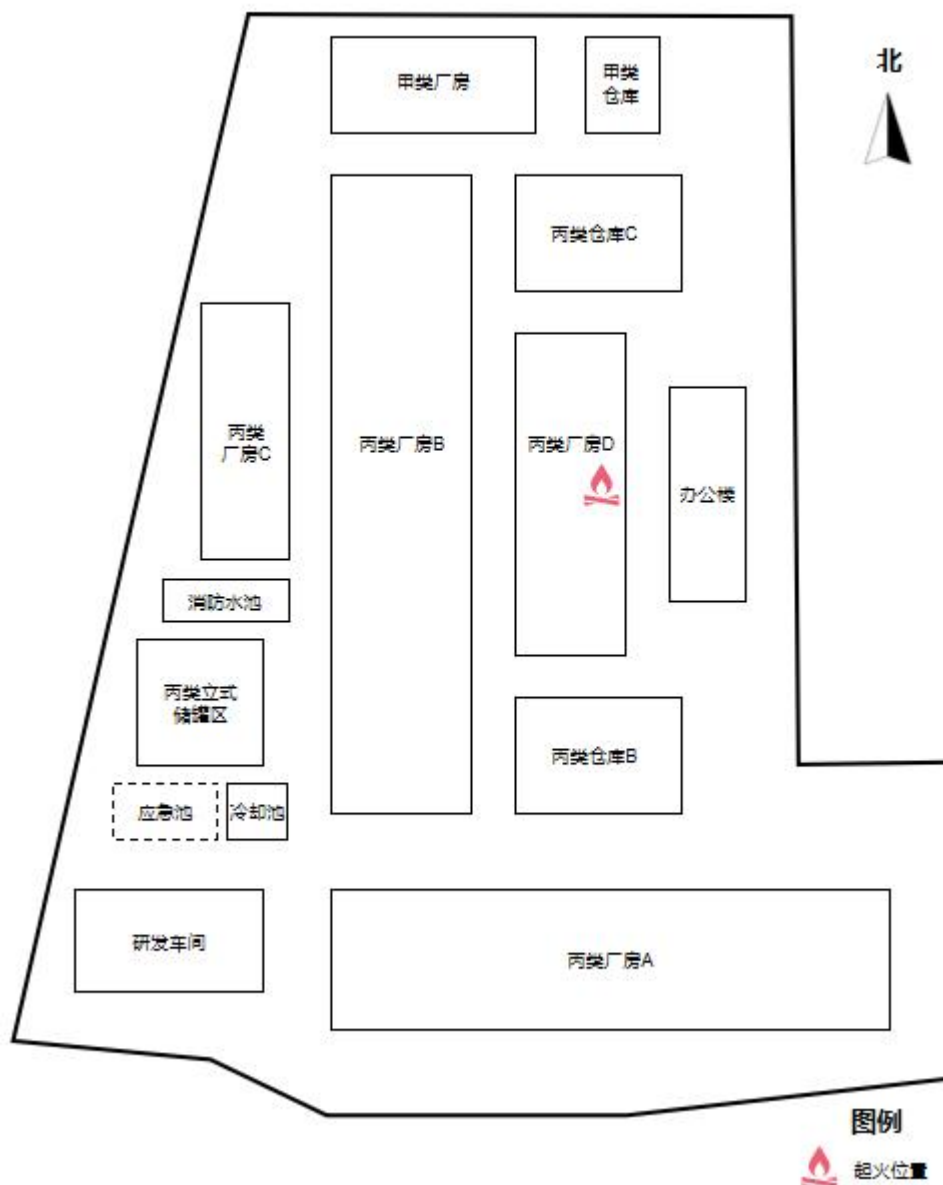 北
甲类厂房
甲类
仓库
丙类仓库C
丙类
厂房C
丙类厂房B
丙类厂房D
办公楼
消防水池
丙类立式
储罐区
丙类仓库B
应急池
冷却池
研发车间
丙类厂房A
图例
起火位置